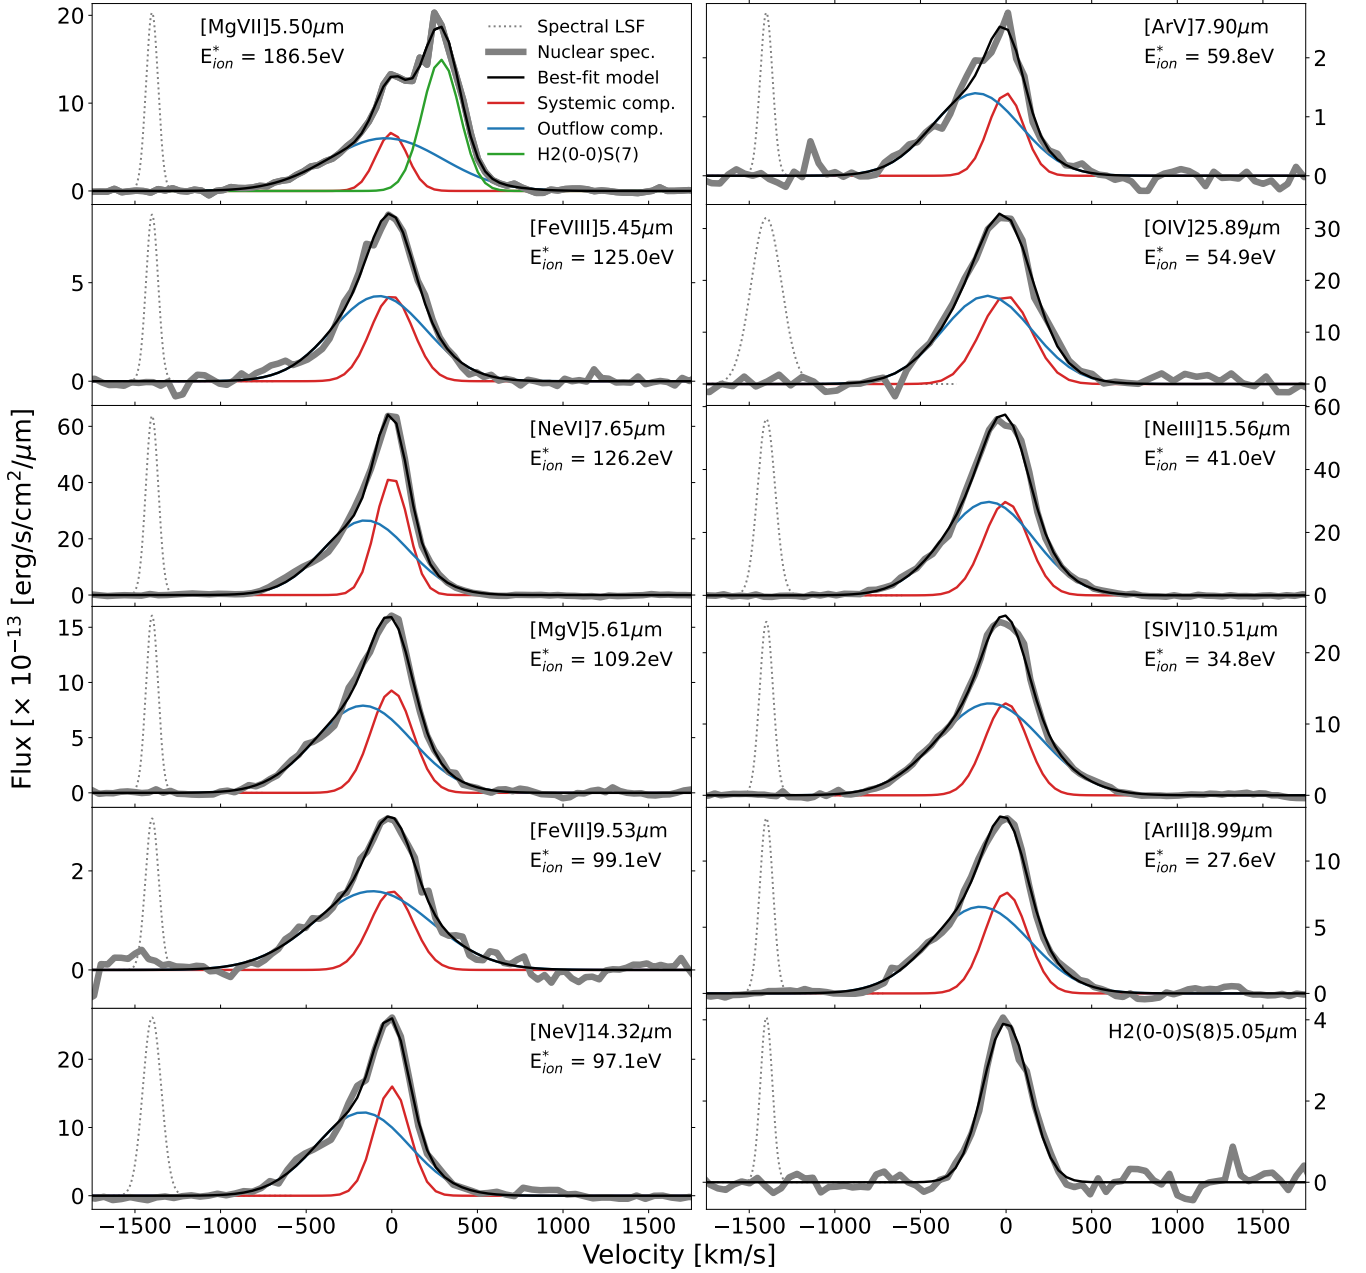 [MgVII]5.50μm
E*ion = 186.5eV
Spectral LSF
Nuclear spec.
Best-fit model
Systemic comp.
Outflow comp.
H2(0-0)S(7)
20
10
0
[ArV]7.90μm
E*ion = 59.8eV
2
1
0
[FeVIII]5.45μm
E*ion = 125.0eV
5
0
[OIV]25.89μm
E*ion = 54.9eV
30
20
10
0
[NeVI]7.65μm
E*ion = 126.2eV
60
40
20
0
[NeIII]15.56μm
E*ion = 41.0eV
60
40
20
0
[MgV]5.61μm
E*ion = 109.2eV
15
10
5
0
[SIV]10.51μm
E*ion = 34.8eV
20
10
0
[FeVII]9.53μm
E*ion = 99.1eV
2
0
[ArIII]8.99μm
E*ion = 27.6eV
10
5
0
[NeV]14.32μm
E*ion = 97.1eV
20
10
0
H2(0-0)S(8)5.05μm
4
2
0
−1500 −1000 −500 0 500 1000 1500
−1500 −1000 −500 0 500 1000 1500
Velocity [km/s]
Flux [× 10−13 [erg/s/cm2/μm]